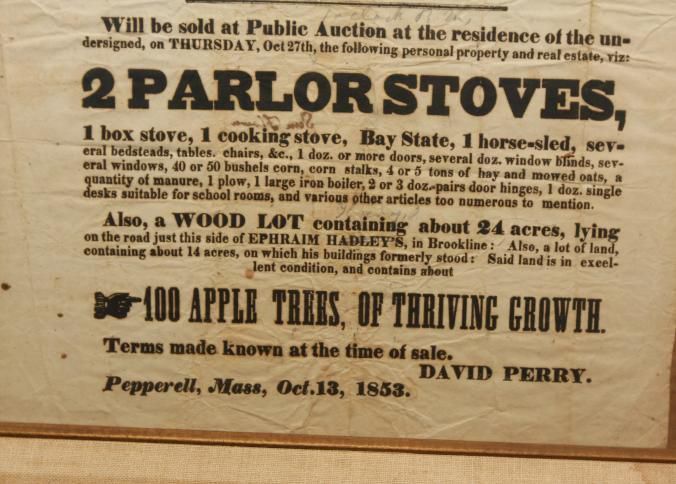 Will be sold at Public Auction at the residence of the un-
dersigned, on THURSDAY, Oct 27th, the following personal property and real estate, viz:
2 PARLOR STOVES,
1 box stove, 1 cooking stove, Bay State, 1 horse-sled, sev-
eral bedsteads, tables. chairs, &c., 1 doz. or more doors, several doz. window blinds, sev-
eral windows, 40 or 50 bushels corn, corn stalks, 4 or 5 tons of hay and mowed oats, a
quantity of manure, 1 plow, 1 large iron boiler, 2 or 3 doz.-pairs door hinges, 1 doz. single
desks suitable for school rooms, and various other articles too numerous to mention.
Also, a WOOD LOT containing about 24 acres, lying
on the road just this side of EPHRAIM HADLEY'S, in Brookline: Also, a lot of land,
containing about 14 acres, on which his buildings formerly stood: Said land is in excel-
lent condition, and contains about
100 APPLE TREES, OF THRIVING GROWTH.
Terms made known at the time of sale.
DAVID PERRY.
Pepperell, Mass, Oct.13, 1853.